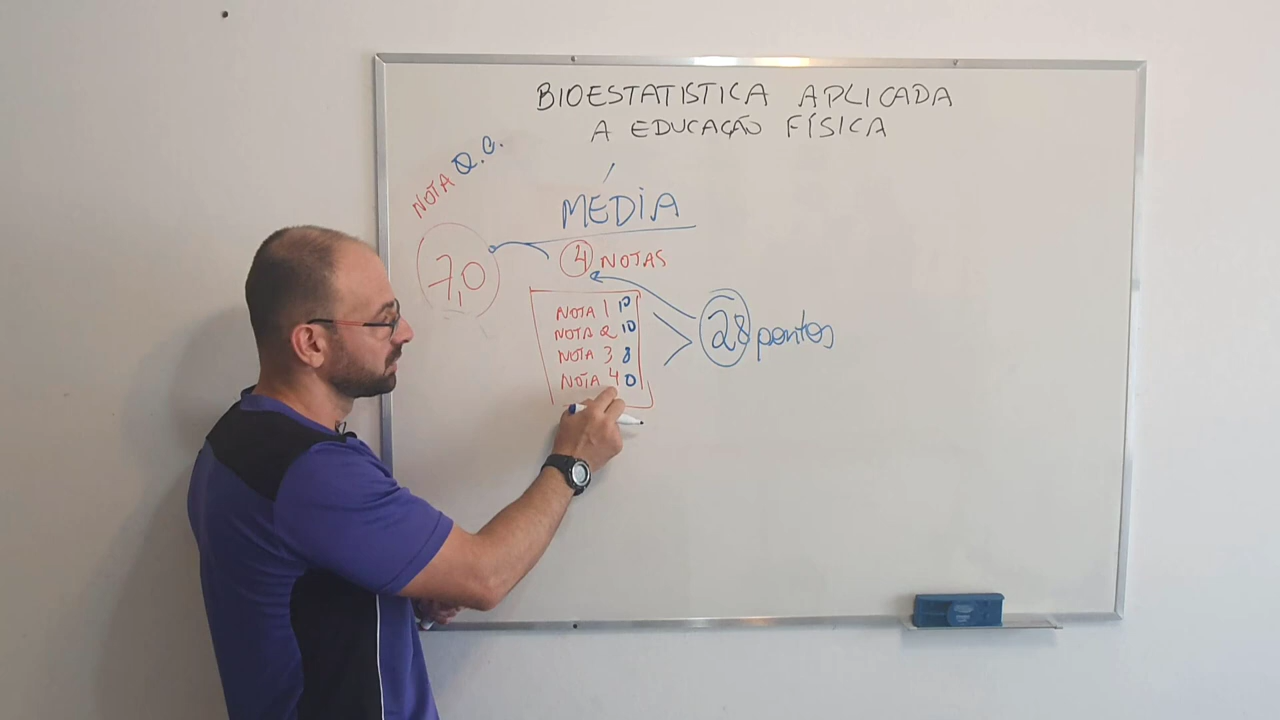 BIOESTATISTICA APLICADA
A EDUCAÇÃO FÍSICA
NOTA Q.C.
MÉDIA
7,0
4 NOTAS
NOTA 1 10
NOTA 2 10
NOTA 3 8
NOTA 4 0
28 pontos